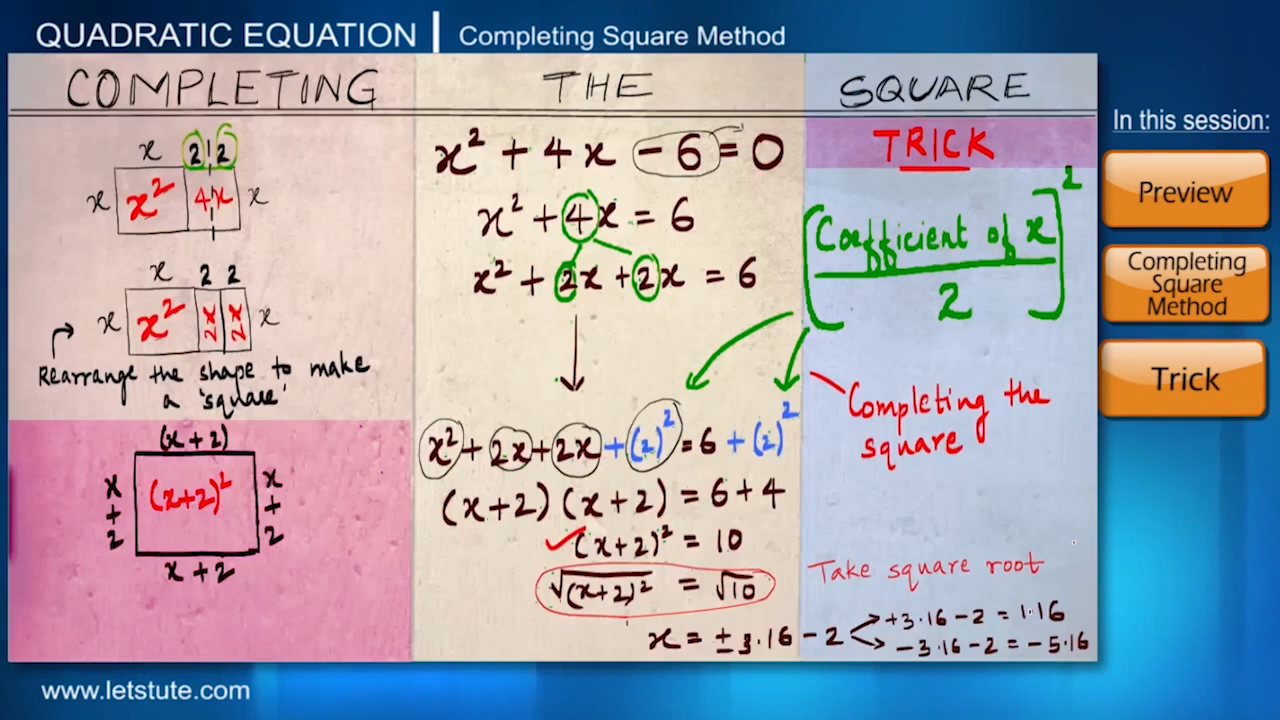 QUADRATIC EQUATION | Completing Square Method
COMPLETING THE SQUARE
x 2 2
x x² 4x x
x 2 2
x x² 2x 2x x
Rearrange the shape to make
a 'square'
(x+2)
x+2 (x+2)² x+2
x+2
x² + 4x - 6 = 0
x² + 4x = 6
x² + 2x + 2x = 6
x² + 2x + 2x + (2)² = 6 + (2)²
(x+2) (x+2) = 6+4
(x+2)² = 10
√(x+2)² = √10
x = ± 3.16 - 2
TRICK
[Coefficient of x / 2]²
Completing the
square
Take square root
+3.16 - 2 = 1.16
-3.16 - 2 = -5.16
In this session:
Preview
Completing
Square
Method
Trick
www.letstute.com